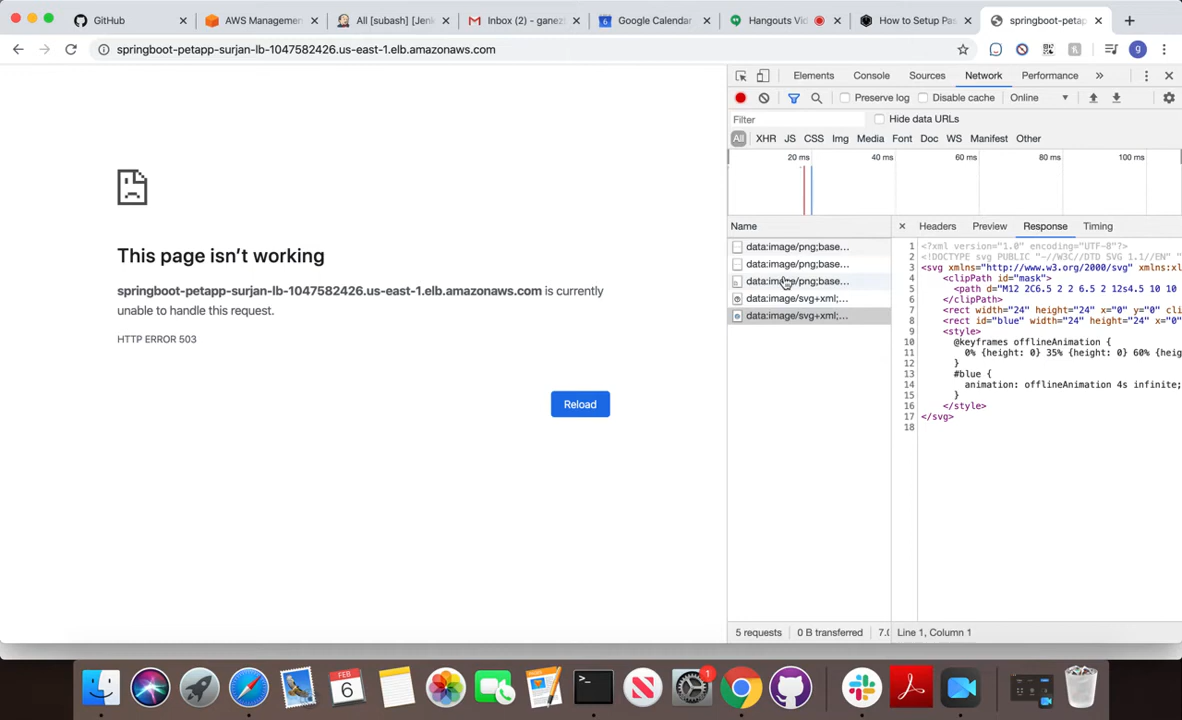 GitHub
AWS Managemen
All [subash] [Jenk
Inbox (2) - ganez
Google Calendar
Hangouts Vid
How to Setup Pas
springboot-petap
springboot-petapp-surjan-lb-1047582426.us-east-1.elb.amazonaws.com
g
Elements Console Sources Network Performance »
Preserve log Disable cache Online
Filter Hide data URLs
All XHR JS CSS Img Media Font Doc WS Manifest Other
20 ms 40 ms 60 ms 80 ms 100 ms
Name
Headers Preview Response Timing
data:image/png;base...
data:image/png;base...
data:image/png;base...
data:image/svg+xml;...
data:image/svg+xml;...
1 <?xml version="1.0" encoding="UTF-8"?>
2 <!DOCTYPE svg PUBLIC "-//W3C//DTD SVG 1.1//EN" "
3 <svg xmlns="http://www.w3.org/2000/svg" xmlns:xl
4 <clipPath id="mask">
5 <path d="M12 2C6.5 2 2 6.5 2 12s4.5 10 10
6 </clipPath>
7 <rect width="24" height="24" x="0" y="0" cli
8 <rect id="blue" width="24" height="24" x="0"
9 <style>
10 @keyframes offlineAnimation {
11 0% {height: 0} 35% {height: 0} 60% {heig
12 }
13 #blue {
14 animation: offlineAnimation 4s infinite;
15 }
16 </style>
17 </svg>
18
This page isn't working
springboot-petapp-surjan-lb-1047582426.us-east-1.elb.amazonaws.com is currently
unable to handle this request.
HTTP ERROR 503
Reload
5 requests 0 B transferred 7.0
Line 1, Column 1
FEB
6
1